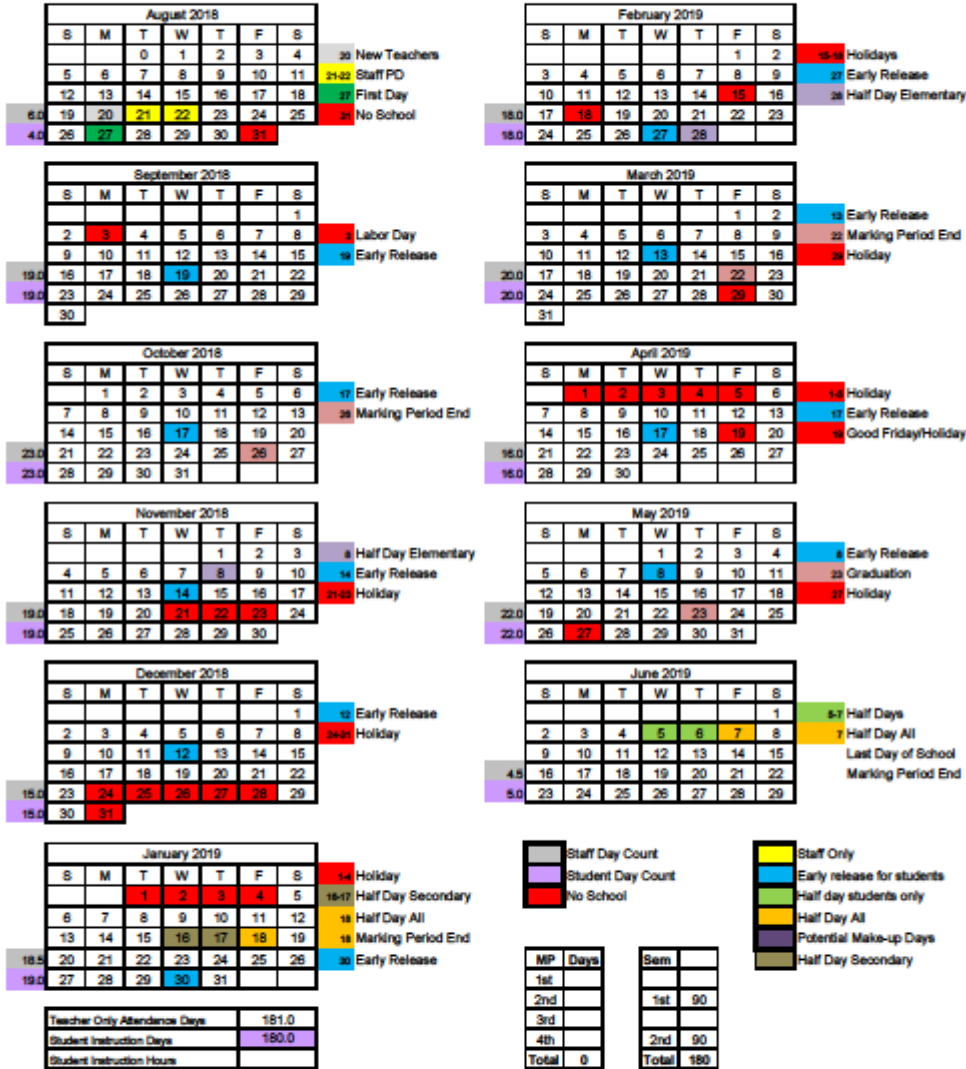 August 2018
S M T W T F S
0 1 2 3 4 20 New Teachers
5 6 7 8 9 10 11 21-22 Staff PD
12 13 14 15 16 17 18 27 First Day
6.0 19 20 21 22 23 24 25 31 No School
4.0 26 27 28 29 30 31
September 2018
S M T W T F S
1
2 3 4 5 6 7 8 3 Labor Day
9 10 11 12 13 14 15 19 Early Release
19.0 16 17 18 19 20 21 22
19.0 23 24 25 26 27 28 29
30
October 2018
S M T W T F S
1 2 3 4 5 6 17 Early Release
7 8 9 10 11 12 13 26 Marking Period End
14 15 16 17 18 19 20
23.0 21 22 23 24 25 26 27
23.0 28 29 30 31
November 2018
S M T W T F S
1 2 3 8 Half Day Elementary
4 5 6 7 8 9 10 14 Early Release
11 12 13 14 15 16 17 21-23 Holiday
19.0 18 19 20 21 22 23 24
19.0 25 26 27 28 29 30
December 2018
S M T W T F S
1 12 Early Release
2 3 4 5 6 7 8 24-31 Holiday
9 10 11 12 13 14 15
16 17 18 19 20 21 22
15.0 23 24 25 26 27 28 29
15.0 30 31
January 2019
S M T W T F S 1-4 Holiday
1 2 3 4 5 16-17 Half Day Secondary
6 7 8 9 10 11 12 18 Half Day All
13 14 15 16 17 18 19 18 Marking Period End
18.5 20 21 22 23 24 25 26 30 Early Release
19.0 27 28 29 30 31
Teacher Only Attendance Days 181.0
Student Instruction Days 180.0
Student Instruction Hours
February 2019
S M T W T F S
1 2 15-18 Holidays
3 4 5 6 7 8 9 27 Early Release
10 11 12 13 14 15 16 28 Half Day Elementary
18.0 17 18 19 20 21 22 23
18.0 24 25 26 27 28
March 2019
S M T W T F S
1 2 13 Early Release
3 4 5 6 7 8 9 22 Marking Period End
10 11 12 13 14 15 16 29 Holiday
20.0 17 18 19 20 21 22 23
20.0 24 25 26 27 28 29 30
31
April 2019
S M T W T F S
1 2 3 4 5 6 1-5 Holiday
7 8 9 10 11 12 13 17 Early Release
14 15 16 17 18 19 20 19 Good Friday/Holiday
16.0 21 22 23 24 25 26 27
16.0 28 29 30
May 2019
S M T W T F S
1 2 3 4 8 Early Release
5 6 7 8 9 10 11 23 Graduation
12 13 14 15 16 17 18 27 Holiday
22.0 19 20 21 22 23 24 25
22.0 26 27 28 29 30 31
June 2019
S M T W T F S
1 5-7 Half Days
2 3 4 5 6 7 8 7 Half Day All
9 10 11 12 13 14 15 Last Day of School
4.5 16 17 18 19 20 21 22 Marking Period End
5.0 23 24 25 26 27 28 29
Staff Day Count
Student Day Count
No School
Staff Only
Early release for students
Half day students only
Half Day All
Potential Make-up Days
Half Day Secondary
MP Days
1st
2nd
3rd
4th
Total 0
Sem
1st 90
2nd 90
Total 180